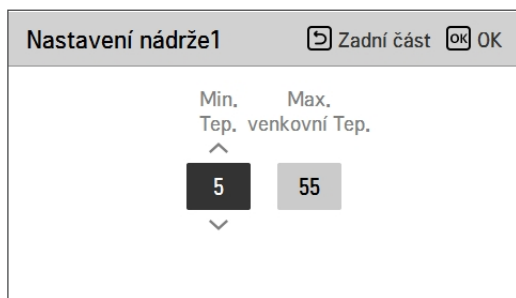 Nastavení nádrže1 Zadní část OK OK
Min. Max.
Tep. venkovní Tep.
5 55